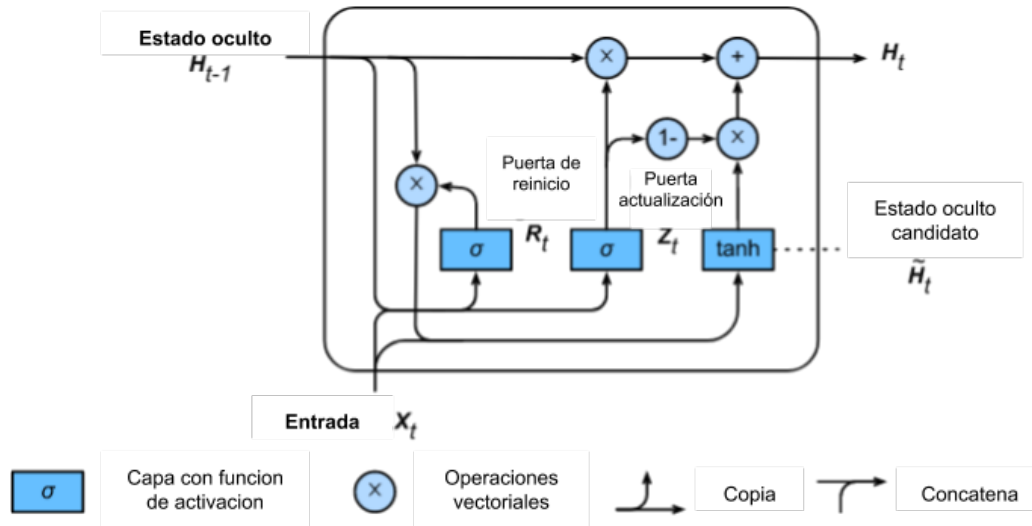 Estado oculto
H_{t-1}
×
+
H_t
1-
×
×
Puerta de
reinicio
Puerta
actualización
σ
R_t
σ
Z_t
tanh
Estado oculto
candidato
H̃_t
Entrada X_t
σ
Capa con funcion
de activacion
×
Operaciones
vectoriales
Copia
Concatena